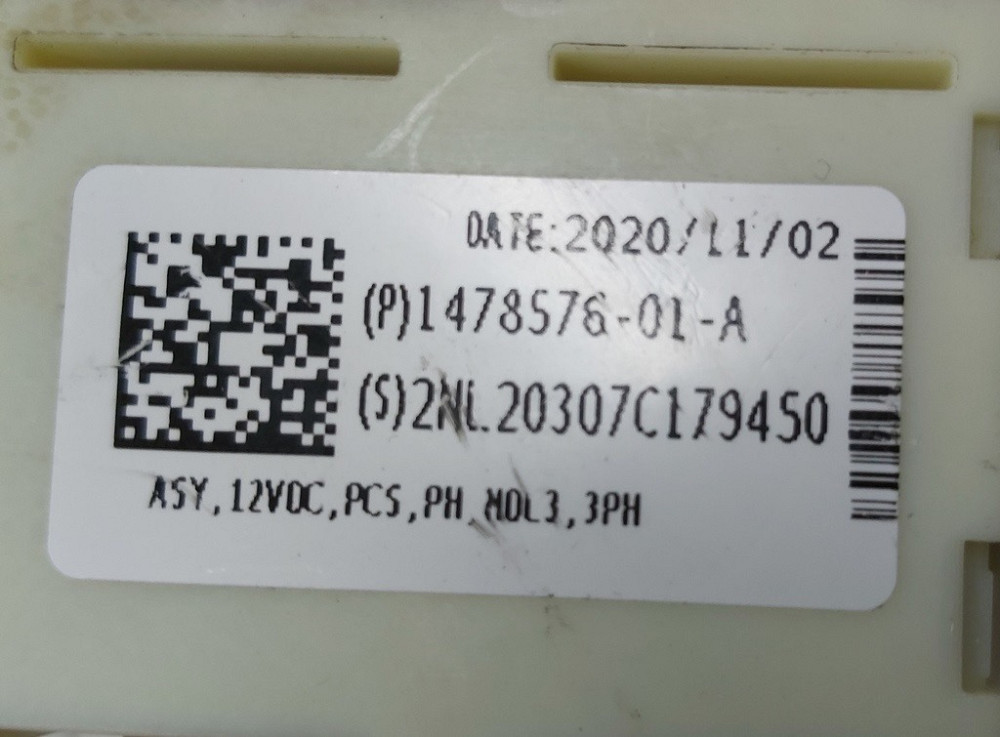 DATE:2020/11/02
(P)1478576-01-A
(S)2NL20307C179450
ASY,12VDC,PCS,PH MOL3,3PH